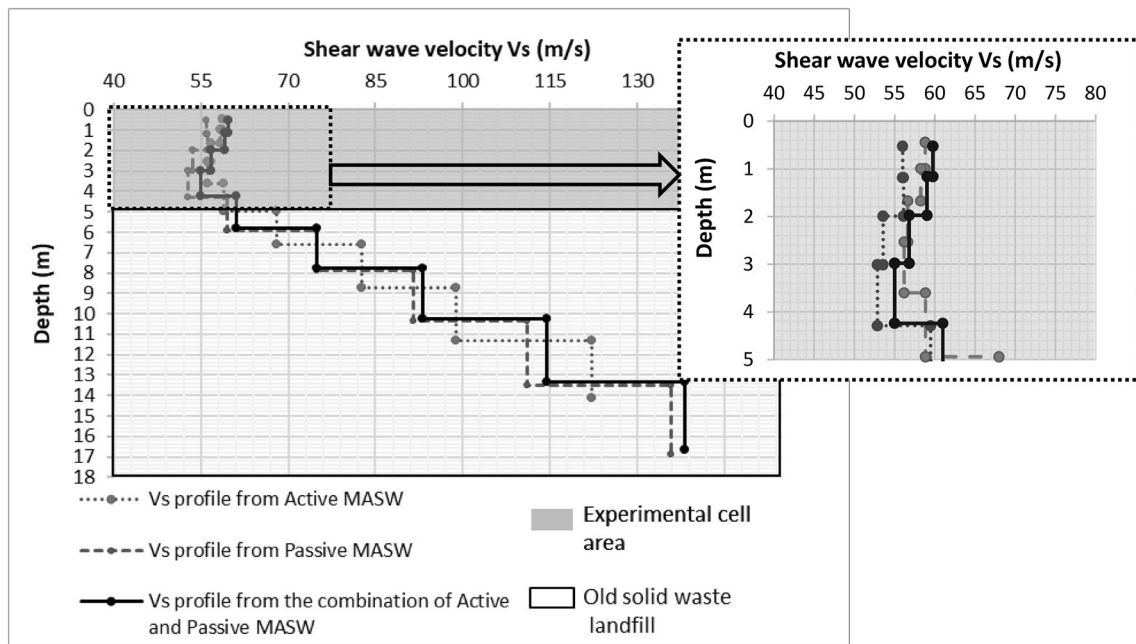 Shear wave velocity Vs (m/s)
40 55 70 85 100 115 130
Depth (m)
0
1
2
3
4
5
6
7
8
9
10
11
12
13
14
15
16
17
18
Shear wave velocity Vs (m/s)
40 45 50 55 60 65 70 75 80
Depth (m)
0
1
2
3
4
5
Vs profile from Active MASW
Vs profile from Passive MASW
Vs profile from the combination of Active
and Passive MASW
Experimental cell
area
Old solid waste
landfill